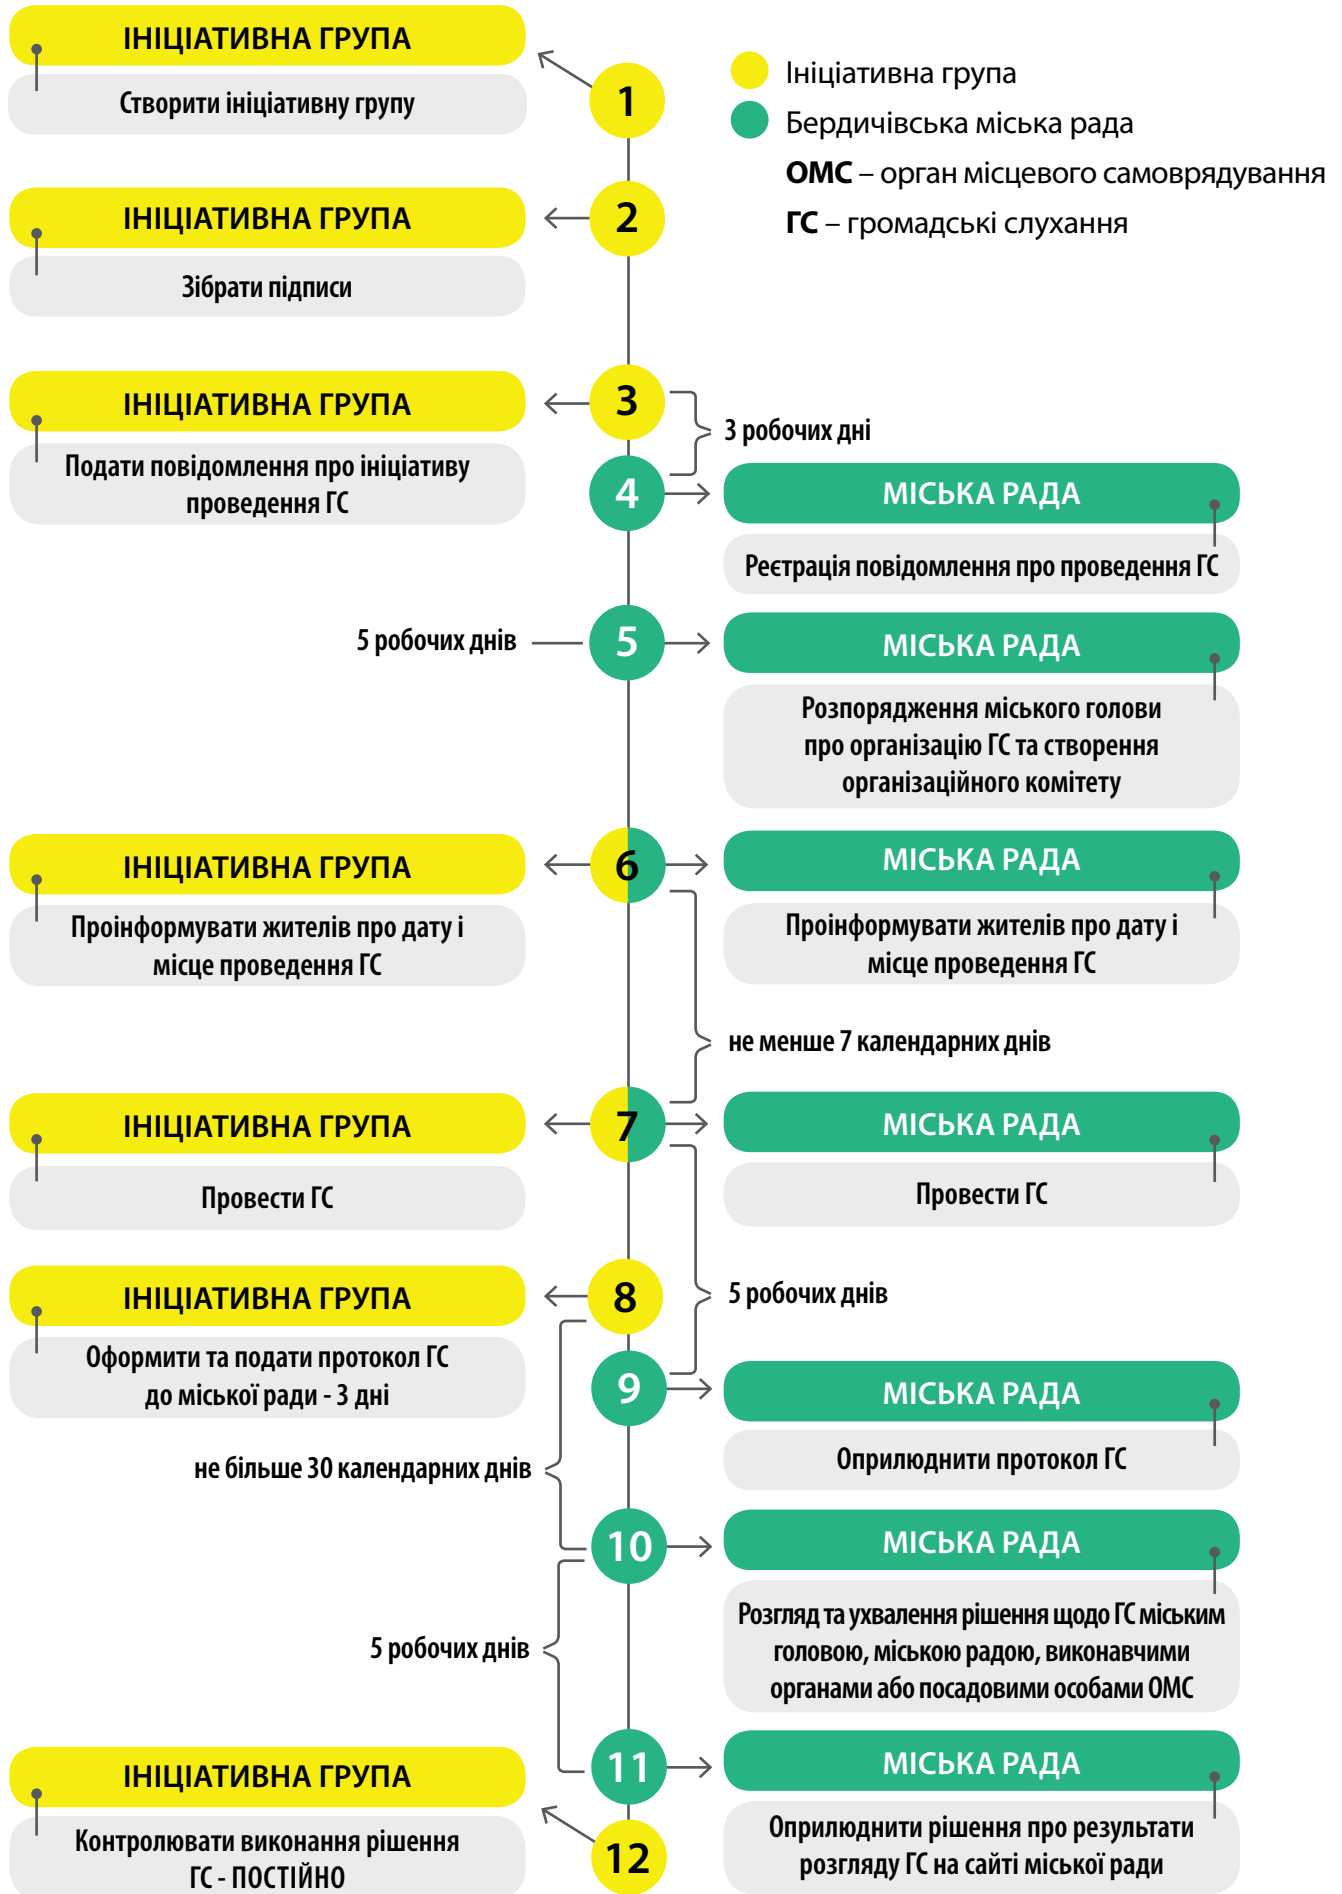 ІНІЦІАТИВНА ГРУПА
Створити ініціативну групу
1
Ініціативна група
Бердичівська міська рада
ОМС – орган місцевого самоврядування
ГС – громадські слухання
ІНІЦІАТИВНА ГРУПА
2
Зібрати підписи
ІНІЦІАТИВНА ГРУПА
3
Подати повідомлення про ініціативу
проведення ГС
3 робочих дні
4
МІСЬКА РАДА
Реєстрація повідомлення про проведення ГС
5 робочих днів
5
МІСЬКА РАДА
Розпорядження міського голови
про організацію ГС та створення
організаційного комітету
ІНІЦІАТИВНА ГРУПА
6
МІСЬКА РАДА
Проінформувати жителів про дату і
місце проведення ГС
Проінформувати жителів про дату і
місце проведення ГС
не менше 7 календарних днів
ІНІЦІАТИВНА ГРУПА
7
МІСЬКА РАДА
Провести ГС
Провести ГС
ІНІЦІАТИВНА ГРУПА
8
5 робочих днів
Оформити та подати протокол ГС
до міської ради - 3 дні
9
МІСЬКА РАДА
Оприлюднити протокол ГС
не більше 30 календарних днів
10
МІСЬКА РАДА
Розгляд та ухвалення рішення щодо ГС міським
головою, міською радою, виконавчими
органами або посадовими особами ОМС
5 робочих днів
11
МІСЬКА РАДА
Оприлюднити рішення про результати
розгляду ГС на сайті міської ради
ІНІЦІАТИВНА ГРУПА
12
Контролювати виконання рішення
ГС - ПОСТІЙНО